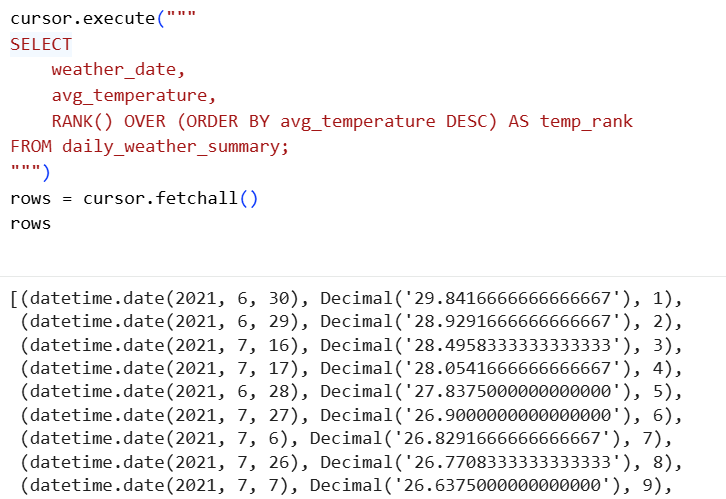 cursor.execute("""
SELECT
    weather_date,
    avg_temperature,
    RANK() OVER (ORDER BY avg_temperature DESC) AS temp_rank
FROM daily_weather_summary;
""")
rows = cursor.fetchall()
rows
[(datetime.date(2021, 6, 30), Decimal('29.8416666666666667'), 1),
 (datetime.date(2021, 6, 29), Decimal('28.9291666666666667'), 2),
 (datetime.date(2021, 7, 16), Decimal('28.4958333333333333'), 3),
 (datetime.date(2021, 7, 17), Decimal('28.0541666666666667'), 4),
 (datetime.date(2021, 6, 28), Decimal('27.8375000000000000'), 5),
 (datetime.date(2021, 7, 27), Decimal('26.9000000000000000'), 6),
 (datetime.date(2021, 7, 6), Decimal('26.8291666666666667'), 7),
 (datetime.date(2021, 7, 26), Decimal('26.7708333333333333'), 8),
 (datetime.date(2021, 7, 7), Decimal('26.6375000000000000'), 9),